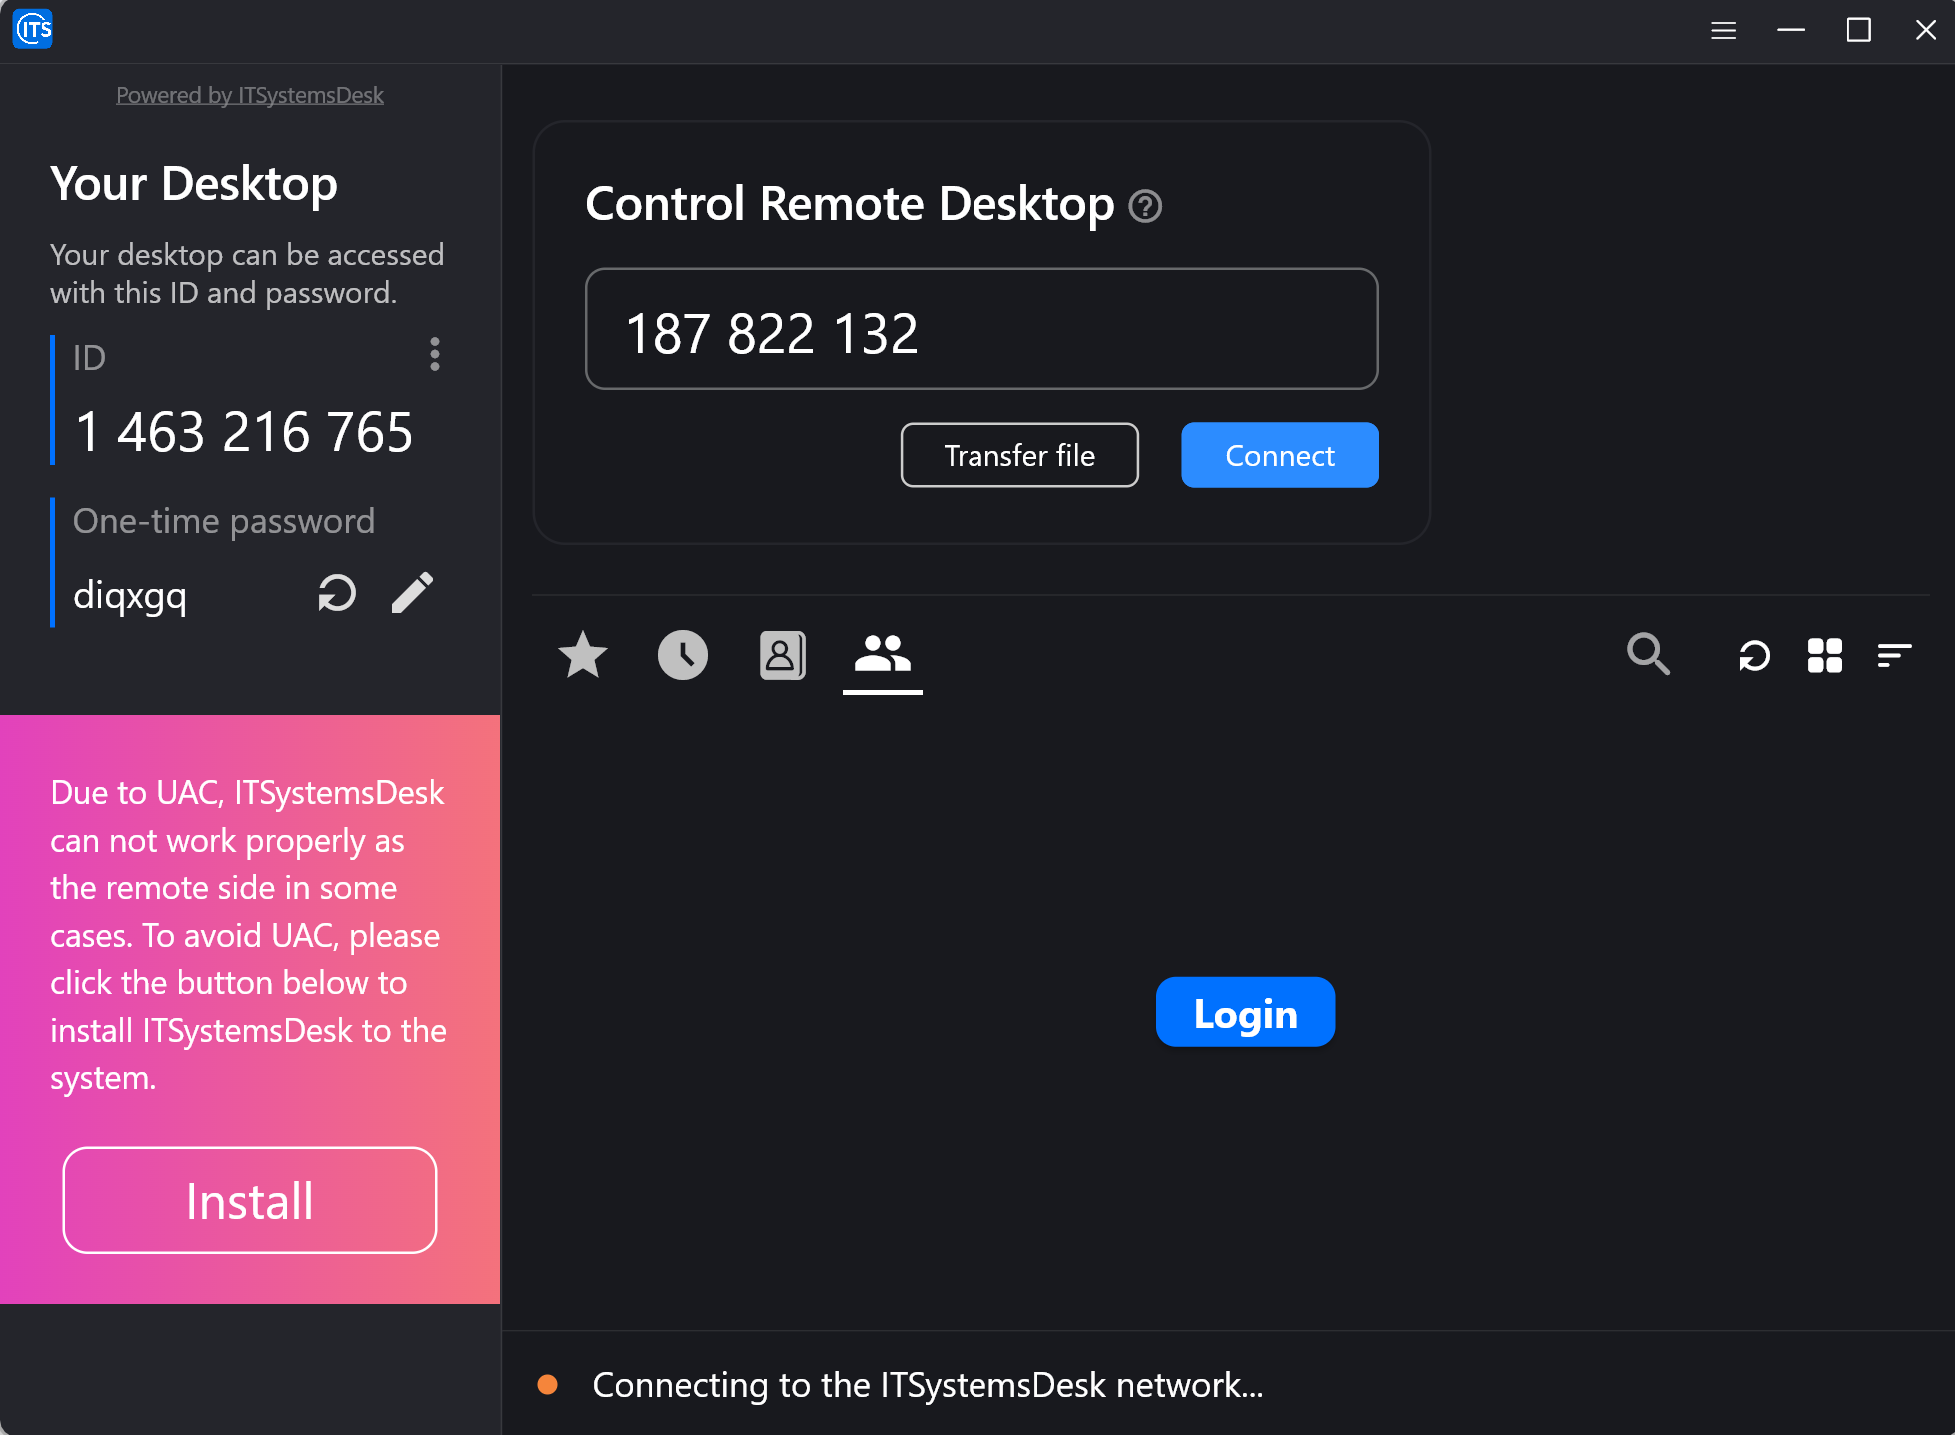 ITS
Powered by ITSystemsDesk
Your Desktop
Your desktop can be accessed
with this ID and password.
ID
1 463 216 765
One-time password
diqxgq
Due to UAC, ITSystemsDesk
can not work properly as
the remote side in some
cases. To avoid UAC, please
click the button below to
install ITSystemsDesk to the
system.
Install
Control Remote Desktop
187 822 132
Transfer file
Connect
Login
Connecting to the ITSystemsDesk network...